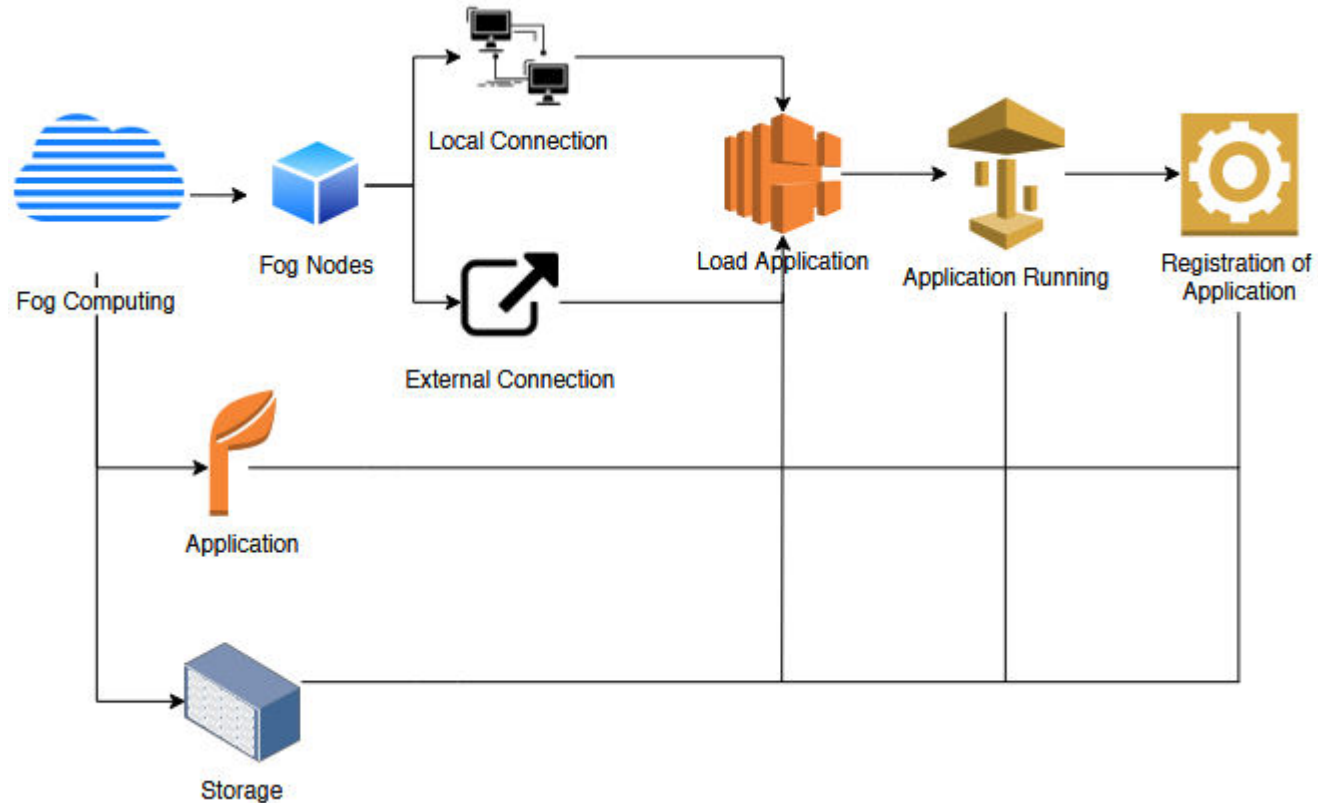 Local Connection
Fog Nodes
Load Application
Fog Computing
Application Running
Registration of
Application
External Connection
Application
Storage